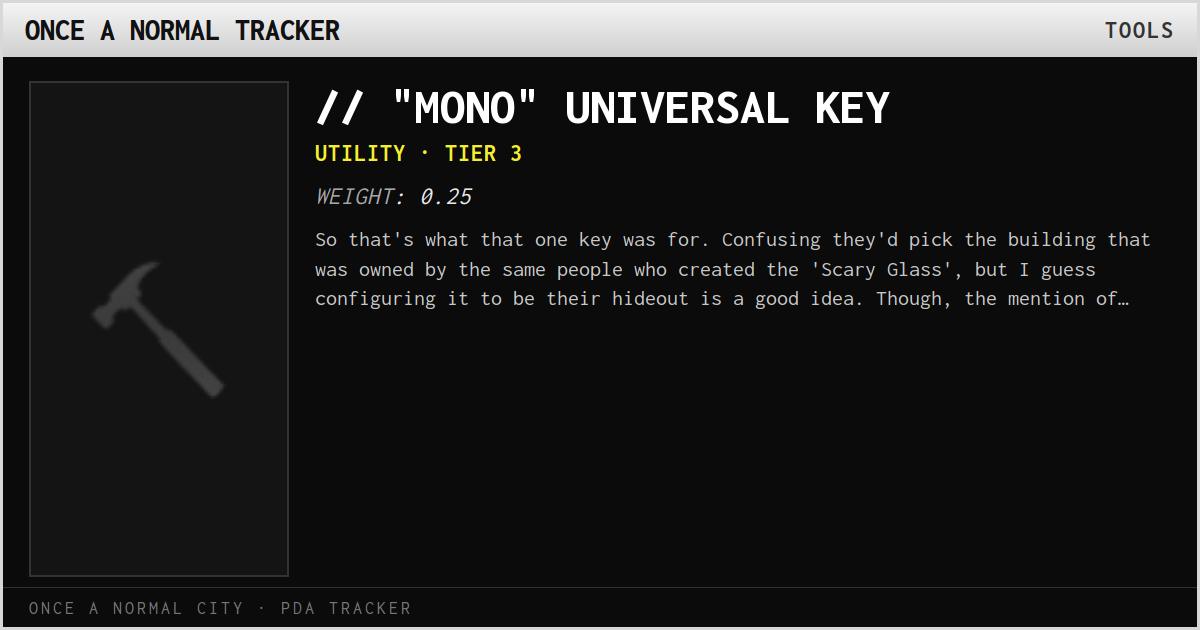 ONCE A NORMAL TRACKER
TOOLS
// "MONO" UNIVERSAL KEY
UTILITY · TIER 3
WEIGHT: 0.25
So that's what that one key was for. Confusing they'd pick the building that
was owned by the same people who created the 'Scary Glass', but I guess
configuring it to be their hideout is a good idea. Though, the mention of…
ONCE A NORMAL CITY · PDA TRACKER